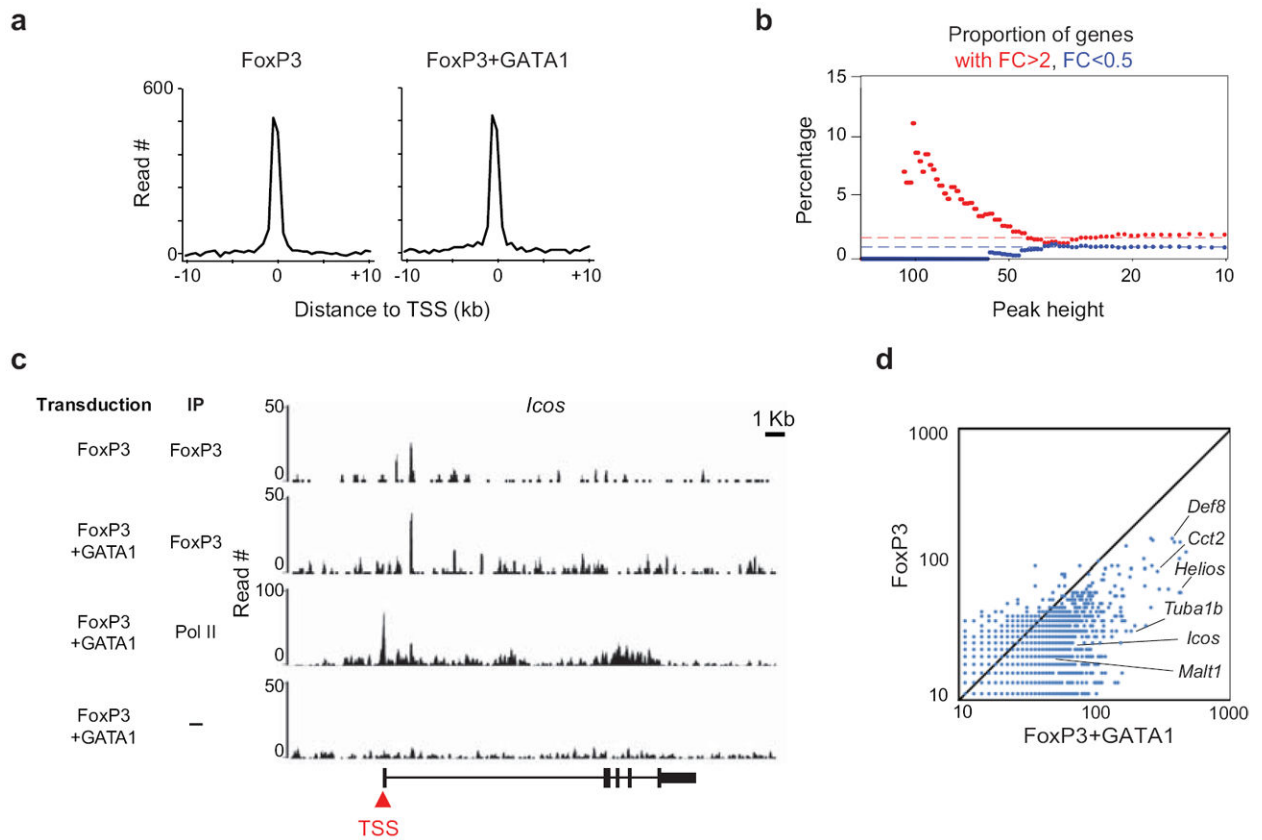 a
FoxP3
FoxP3+GATA1
600
Read #
0
-10
0
+10
-10
0
+10
Distance to TSS (kb)
b
Proportion of genes
with FC>2, FC<0.5
15
10
5
0
Percentage
100
50
20
10
Peak height
c
Transduction
IP
Icos
1 Kb
Read #
FoxP3
FoxP3
50
0
FoxP3
+GATA1
FoxP3
50
0
FoxP3
+GATA1
Pol II
100
0
FoxP3
+GATA1
–
50
0
TSS
d
1000
100
10
FoxP3
Def8
Cct2
Helios
Tuba1b
Icos
Malt1
10
100
1000
FoxP3+GATA1